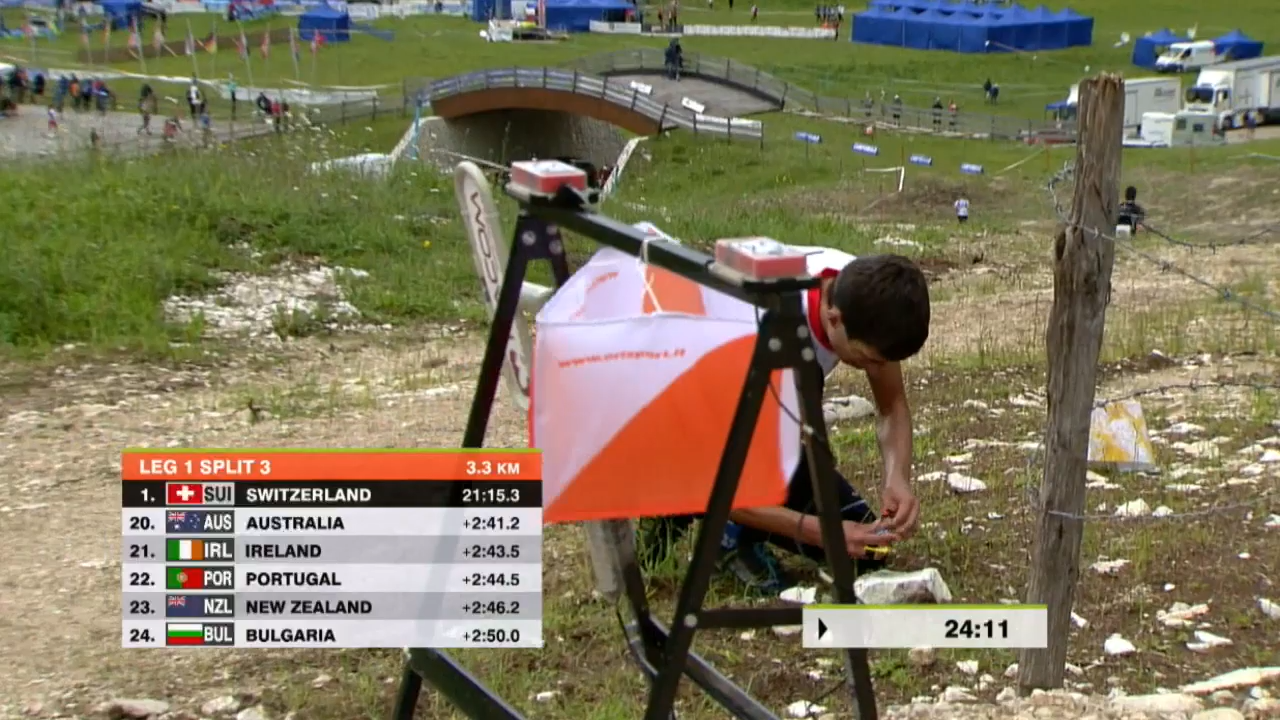 www.orisport.it
LEG 1 SPLIT 3 3.3 KM
1. SUI SWITZERLAND 21:15.3
20. AUS AUSTRALIA +2:41.2
21. IRL IRELAND +2:43.5
22. POR PORTUGAL +2:44.5
23. NZL NEW ZEALAND +2:46.2
24. BUL BULGARIA +2:50.0
24:11